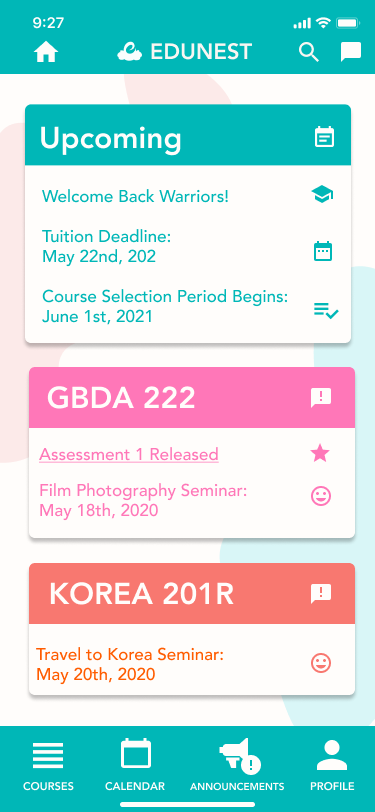 9:27
EDUNEST
Upcoming
Welcome Back Warriors!
Tuition Deadline:
May 22nd, 202
Course Selection Period Begins:
June 1st, 2021
GBDA 222
Assessment 1 Released
Film Photography Seminar:
May 18th, 2020
KOREA 201R
Travel to Korea Seminar:
May 20th, 2020
COURSES
CALENDAR
ANNOUNCEMENTS
PROFILE